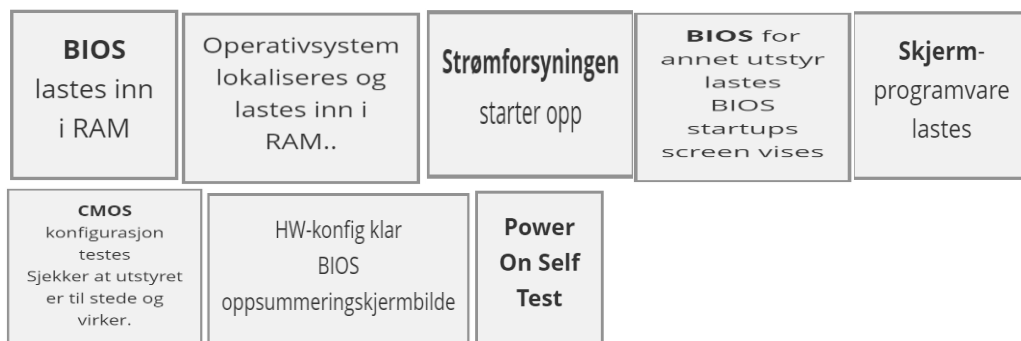 BIOS
lastes inn
i RAM
Operativsystem
lokaliseres og
lastes inn i
RAM..
Strømforsyningen
starter opp
BIOS for
annet utstyr
lastes
BIOS
startups
screen vises
Skjerm-
programvare
lastes
CMOS
konfigurasjon
testes
Sjekker at utstyret
er til stede og
virker.
HW-konfig klar
BIOS
oppsummeringskjermbilde
Power
On Self
Test